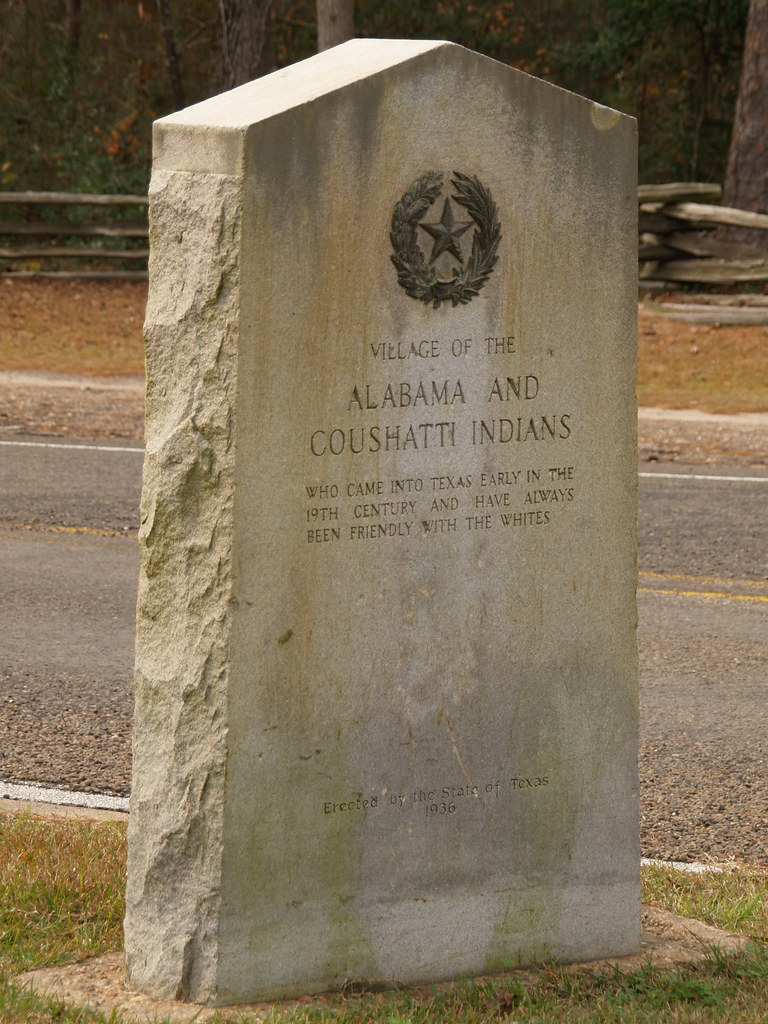 VILLAGE OF THE
ALABAMA AND
COUSHATTI INDIANS
WHO CAME INTO TEXAS EARLY IN THE
19TH CENTURY AND HAVE ALWAYS
BEEN FRIENDLY WITH THE WHITES
Erected by the State of Texas
1936